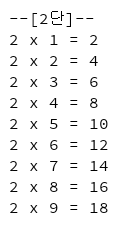 --[2단]--
2 x 1 = 2
2 x 2 = 4
2 x 3 = 6
2 x 4 = 8
2 x 5 = 10
2 x 6 = 12
2 x 7 = 14
2 x 8 = 16
2 x 9 = 18